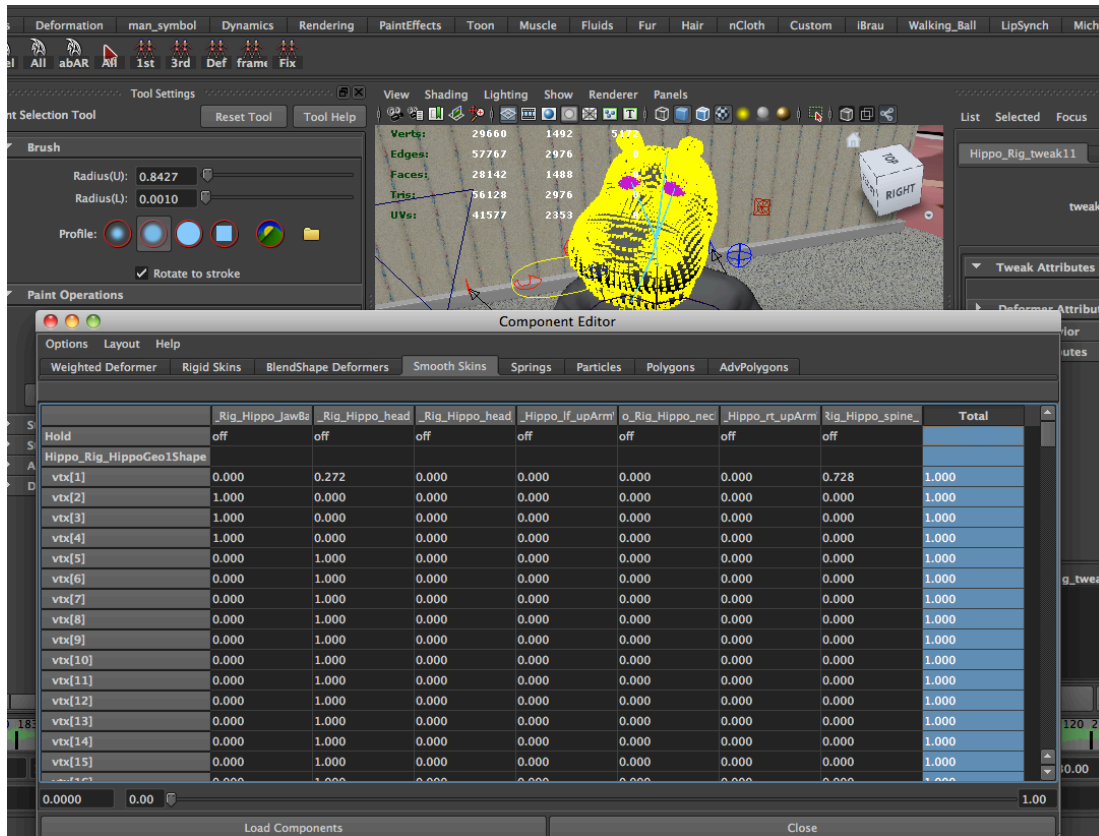 Deformation man_symbol Dynamics Rendering PaintEffects Toon Muscle Fluids Fur Hair nCloth Custom iBrau Walking_Ball LipSynch Mich
All abAR All 1st 3rd Def frame Fix
Tool Settings
View Shading Lighting Show Renderer Panels
nt Selection Tool Reset Tool Tool Help
List Selected Focus
Brush
Verts: 29660 1492 5172
Edges: 57767 2976 0
Faces: 28142 1488 0
Tris: 56128 2976 0
UVs: 41577 2353 0
TOP
RIGHT
Hippo_Rig_tweak11
tweak
Radius(U): 0.8427
Radius(L): 0.0010
Profile:
Rotate to stroke
Paint Operations
Tweak Attributes
Deformer Attribu
ior
utes
Component Editor
Options Layout Help
Weighted Deformer Rigid Skins BlendShape Deformers Smooth Skins Springs Particles Polygons AdvPolygons
_Rig_Hippo_JawBa _Rig_Hippo_head _Rig_Hippo_head _Hippo_lf_upArm' o_Rig_Hippo_nec _Hippo_rt_upArm Rig_Hippo_spine_ Total
Hold off off off off off off off
Hippo_Rig_HippoGeo1Shape
vtx[1] 0.000 0.272 0.000 0.000 0.000 0.000 0.728 1.000
vtx[2] 1.000 0.000 0.000 0.000 0.000 0.000 0.000 1.000
vtx[3] 1.000 0.000 0.000 0.000 0.000 0.000 0.000 1.000
vtx[4] 1.000 0.000 0.000 0.000 0.000 0.000 0.000 1.000
vtx[5] 0.000 1.000 0.000 0.000 0.000 0.000 0.000 1.000
vtx[6] 0.000 1.000 0.000 0.000 0.000 0.000 0.000 1.000
vtx[7] 0.000 1.000 0.000 0.000 0.000 0.000 0.000 1.000
vtx[8] 0.000 1.000 0.000 0.000 0.000 0.000 0.000 1.000
vtx[9] 0.000 1.000 0.000 0.000 0.000 0.000 0.000 1.000
vtx[10] 0.000 1.000 0.000 0.000 0.000 0.000 0.000 1.000
vtx[11] 0.000 1.000 0.000 0.000 0.000 0.000 0.000 1.000
vtx[12] 0.000 1.000 0.000 0.000 0.000 0.000 0.000 1.000
vtx[13] 0.000 1.000 0.000 0.000 0.000 0.000 0.000 1.000
vtx[14] 0.000 1.000 0.000 0.000 0.000 0.000 0.000 1.000
vtx[15] 0.000 1.000 0.000 0.000 0.000 0.000 0.000 1.000
g_twea
183
120 2
30.00
0.0000 0.00 1.00
Load Components Close